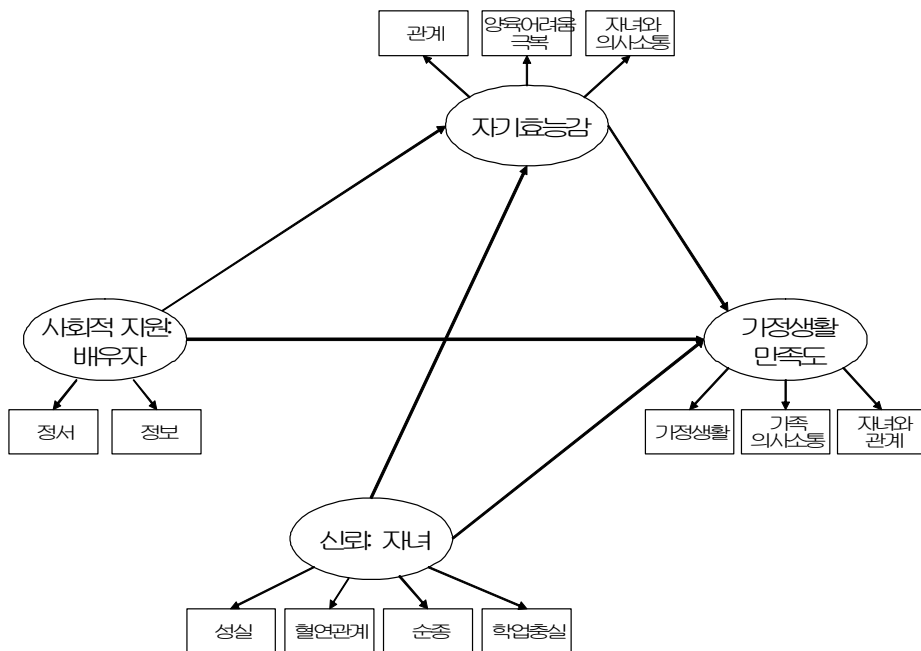 관계
양육어려움
극복
자녀와
의사소통
자기효능감
사회적 지원:
배우자
가정생활
만족도
정서
정보
가정생활
가족
의사소통
자녀와
관계
신뢰: 자녀
성실
혈연관계
순종
학업충실